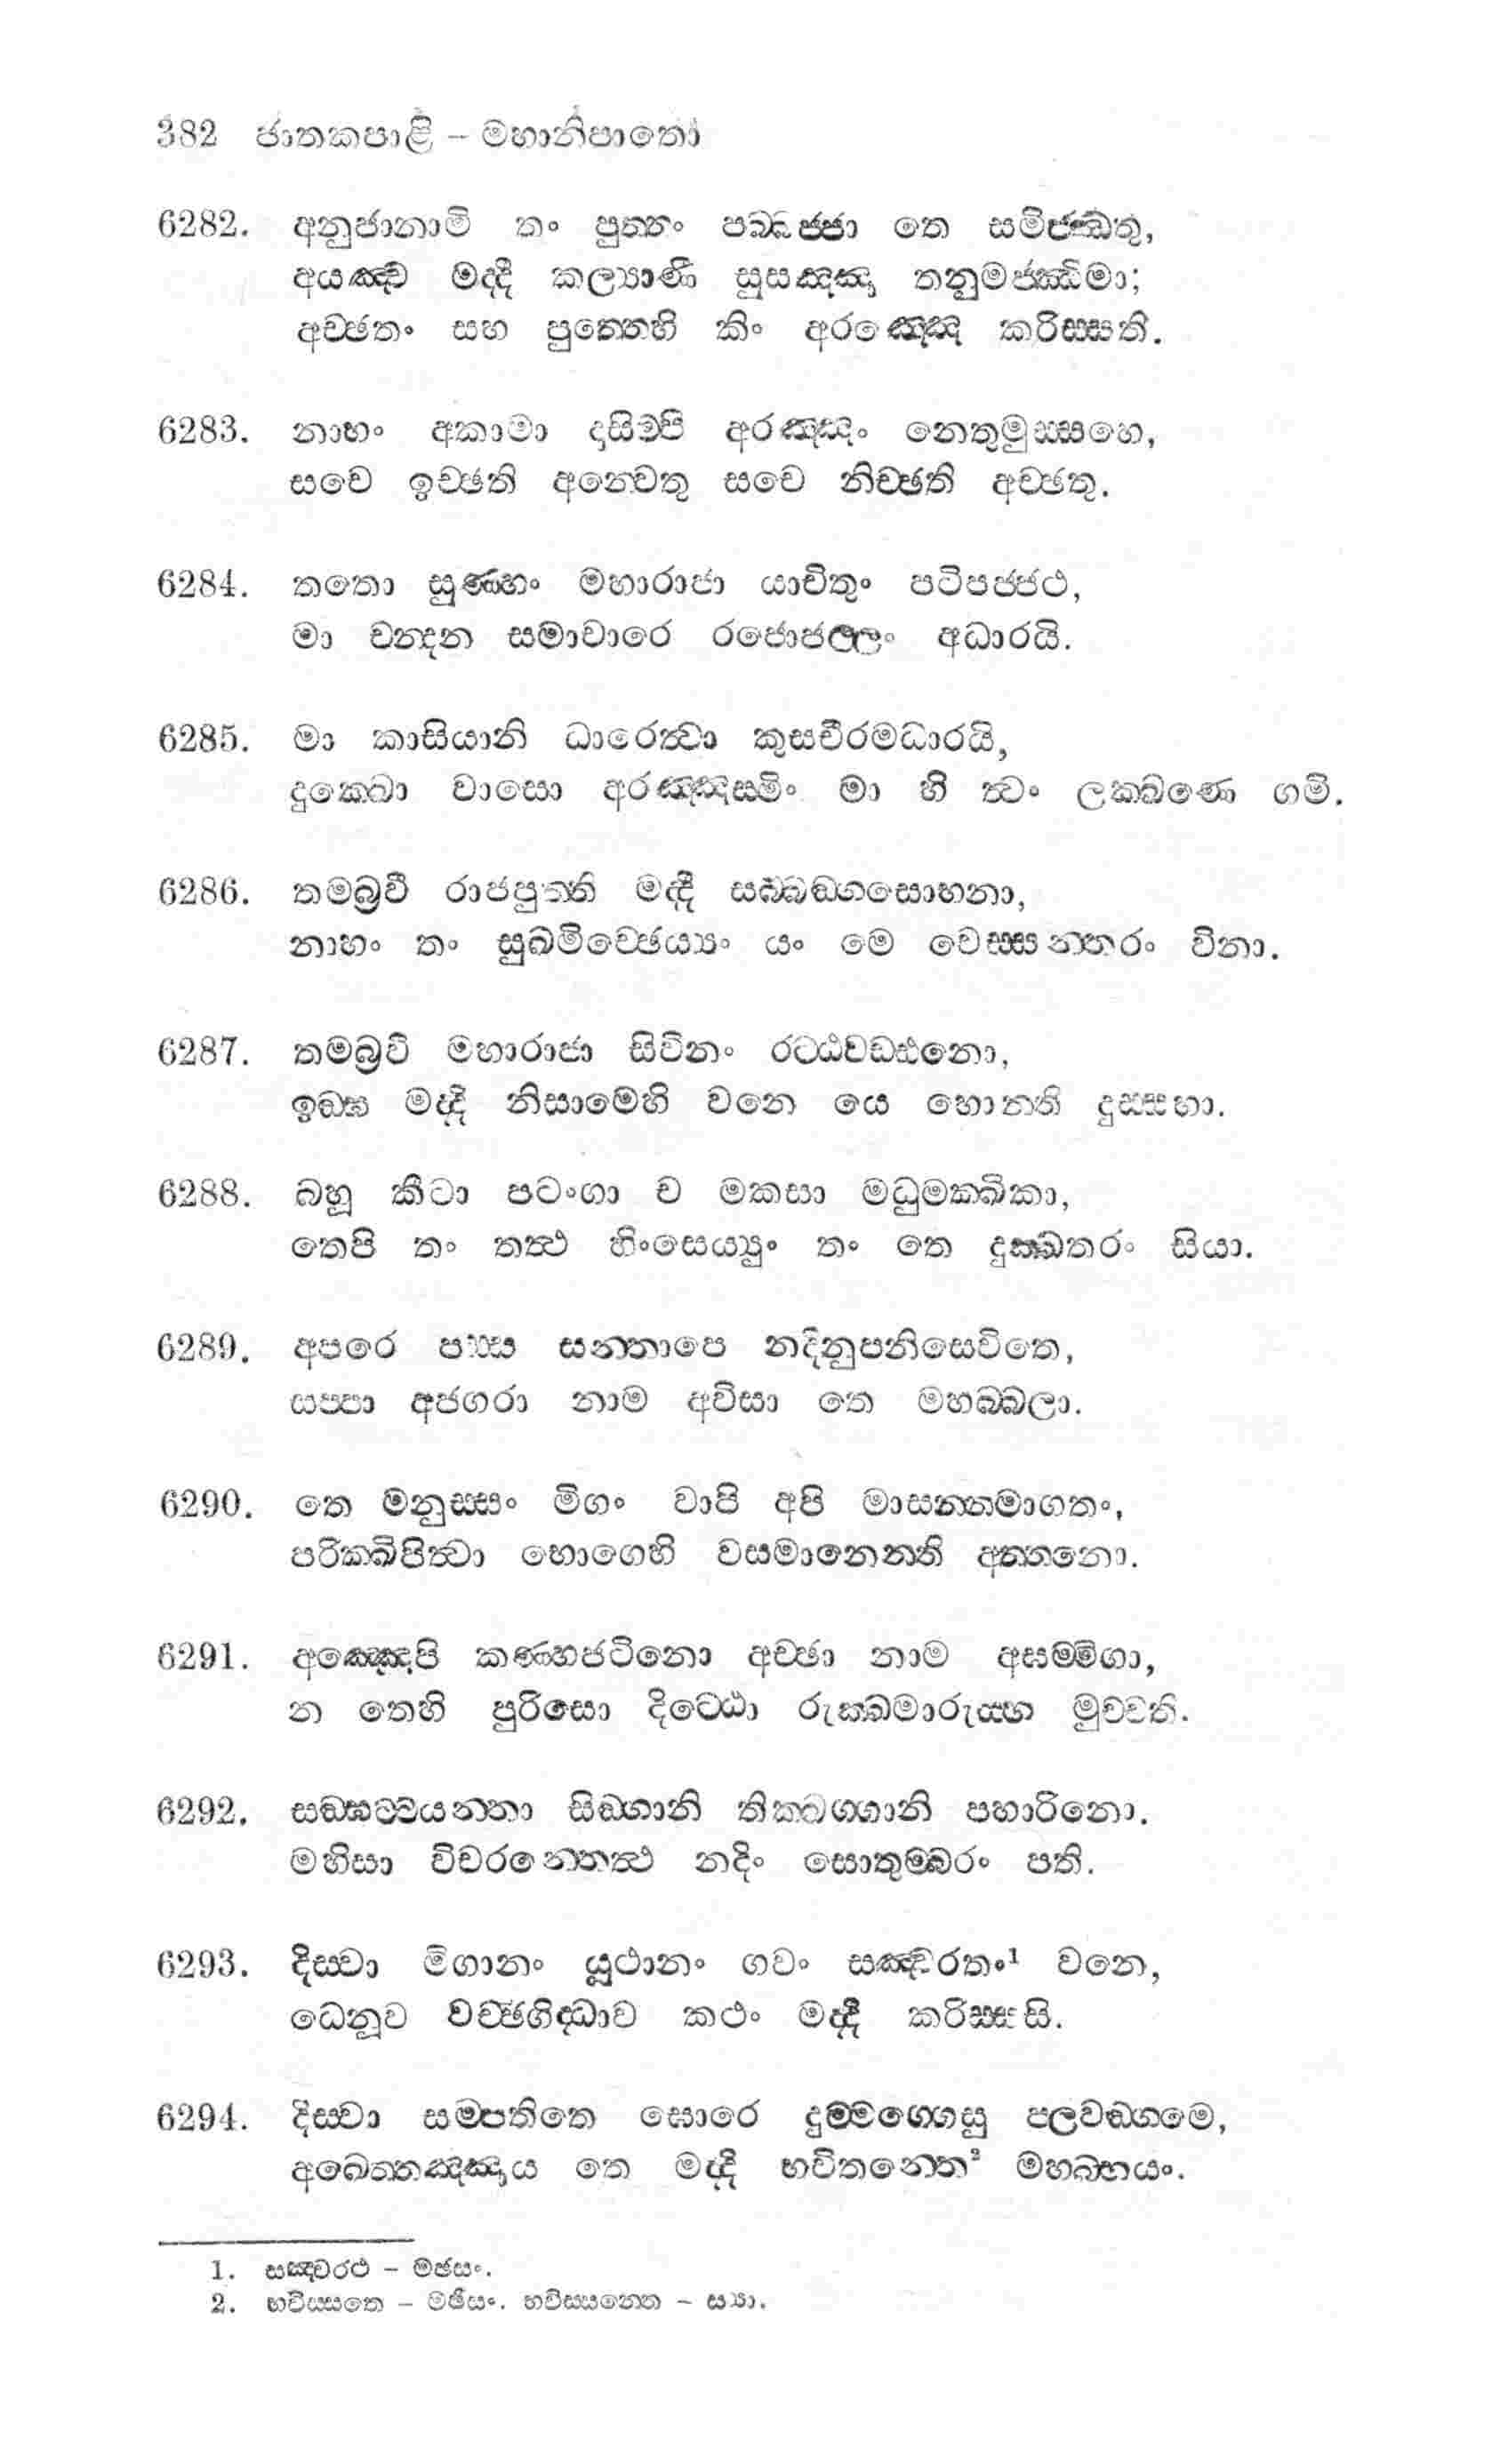 382 ජාතකපාළි – මහානිපාතො
6282. අනුජානාමි තං පුත්තං පබ්බජ්ජා තෙ සමිජ්ඣතු,
අයඤ්ච මද්දී කල්‍යාණී සුසඤ්ඤා තනුමජ්ඣිමා;
අච්ඡතං සහ පුත්තෙහි කිං අරඤ්ඤෙ කරිස්සති.
6283. නාහං අකාමා දාසිම්පි අරඤ්ඤං නෙතුමුස්සහෙ,
සචෙ ඉච්ඡති අන්වෙතු සචෙ නිච්ඡති අච්ඡතු.
6284. තතො සුණ්හං මහාරාජා යාචිතුං පටිපජ්ජථ,
මා චන්දන සමාචාරෙ රජොජල්ලං අධාරයි.
6285. මා කාසියානි ධාරෙත්වා කුසචීරමධාරයි,
දුක්ඛො වාසො අරඤ්ඤස්මිං මා හි ත්වං ලක්ඛණෙ ගමි.
6286. තමබ්‍රවී රාජපුත්ති මද්දී සබ්බඞ්ගසොභනා,
නාහං තං සුඛමිච්ඡෙය්‍යං යං මෙ වෙස්සන්තරං විනා.
6287. තමබ්‍රවි මහාරාජා සිවිනං රට්ඨවඩ්ඪනො,
ඉඞ්ඝ මද්දි නිසාමෙහි වනෙ යෙ හොන්ති දුස්සහා.
6288. බහූ කීටා පටංගා ච මකසා මධුමක්ඛිකා,
තෙපි තං තත්ථ හිංසෙය්‍යුං තං තෙ දුක්ඛතරං සියා.
6289. අපරෙ පස්ස සන්තාපෙ නදීනුපනිසෙවිතෙ,
සප්පා අජගරා නාම අවිසා තෙ මහබ්බලා.
6290. තෙ මනුස්සං මිගං වාපි අපි මාසන්නමාගතං,
පරික්ඛිපිත්වා භොගෙහි වසමානෙන්ති අත්තනො.
6291. අඤ්ඤෙපි කණ්හජටිනො අච්ඡා නාම අඝම්මිගා,
න තෙහි පුරිසො දිට්ඨො රුක්ඛමාරුය්හ මුච්චති.
6292. සඞ්ඝට්ටයන්තා සිඞ්ගානි තික්ඛග්ගානි පහාරිනො.
මහිසා විචරන්තෙත්ථ නදිං සොතුම්බරං පති.
6293. දිස්වා මිගානං යූථානං ගවං සඤ්චරතං¹ වනෙ,
ධෙනූව වච්ඡගිද්ධාව කථං මද්දී කරිස්සසි.
6294. දිස්වා සම්පතිතෙ ඝොරෙ දුම්මග්ගෙසු පලවඞ්ගමෙ,
අඛෙත්තඤ්ඤාය තෙ මද්දි භවිතන්තෙ² මහබ්භයං.
1. සඤ්චරථ – මජසං.
2. භවිස්සතෙ – මඡිසං. භවිස්සන්තෙ – ස්‍යා.